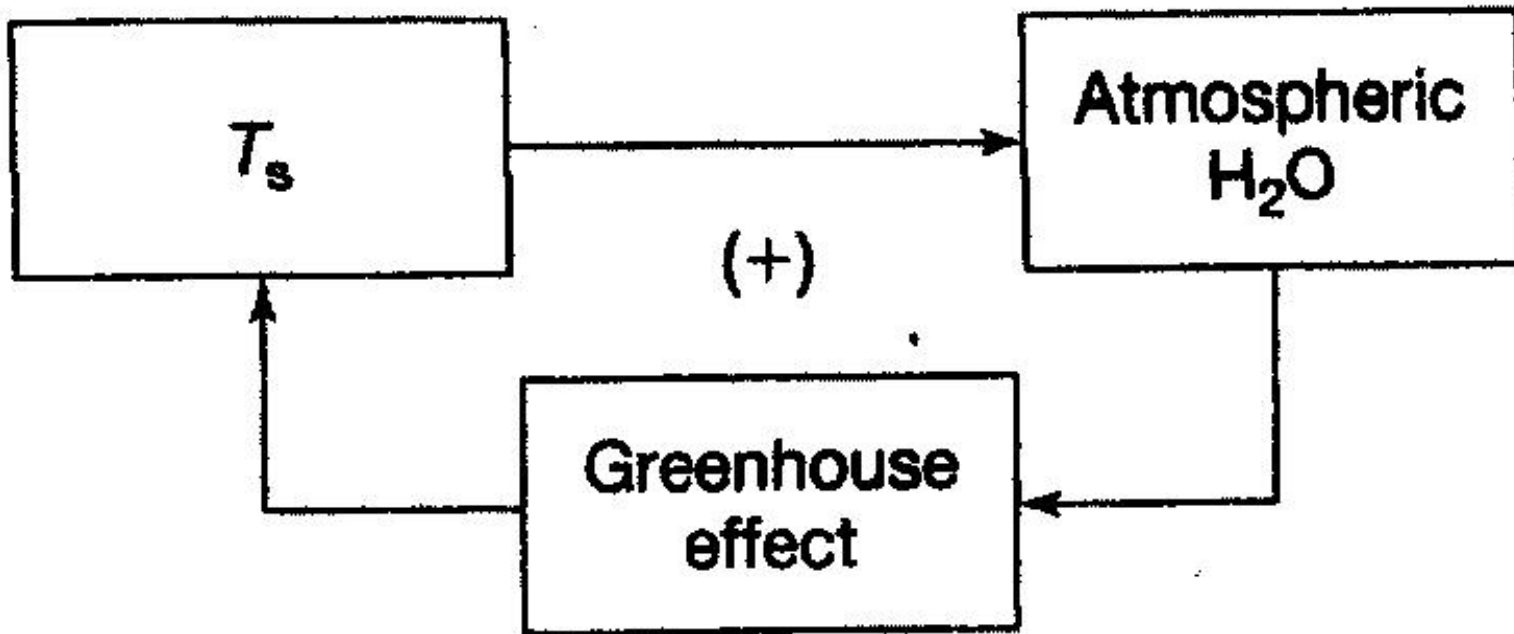 Tₛ
Atmospheric
H₂O
(+)
Greenhouse
effect